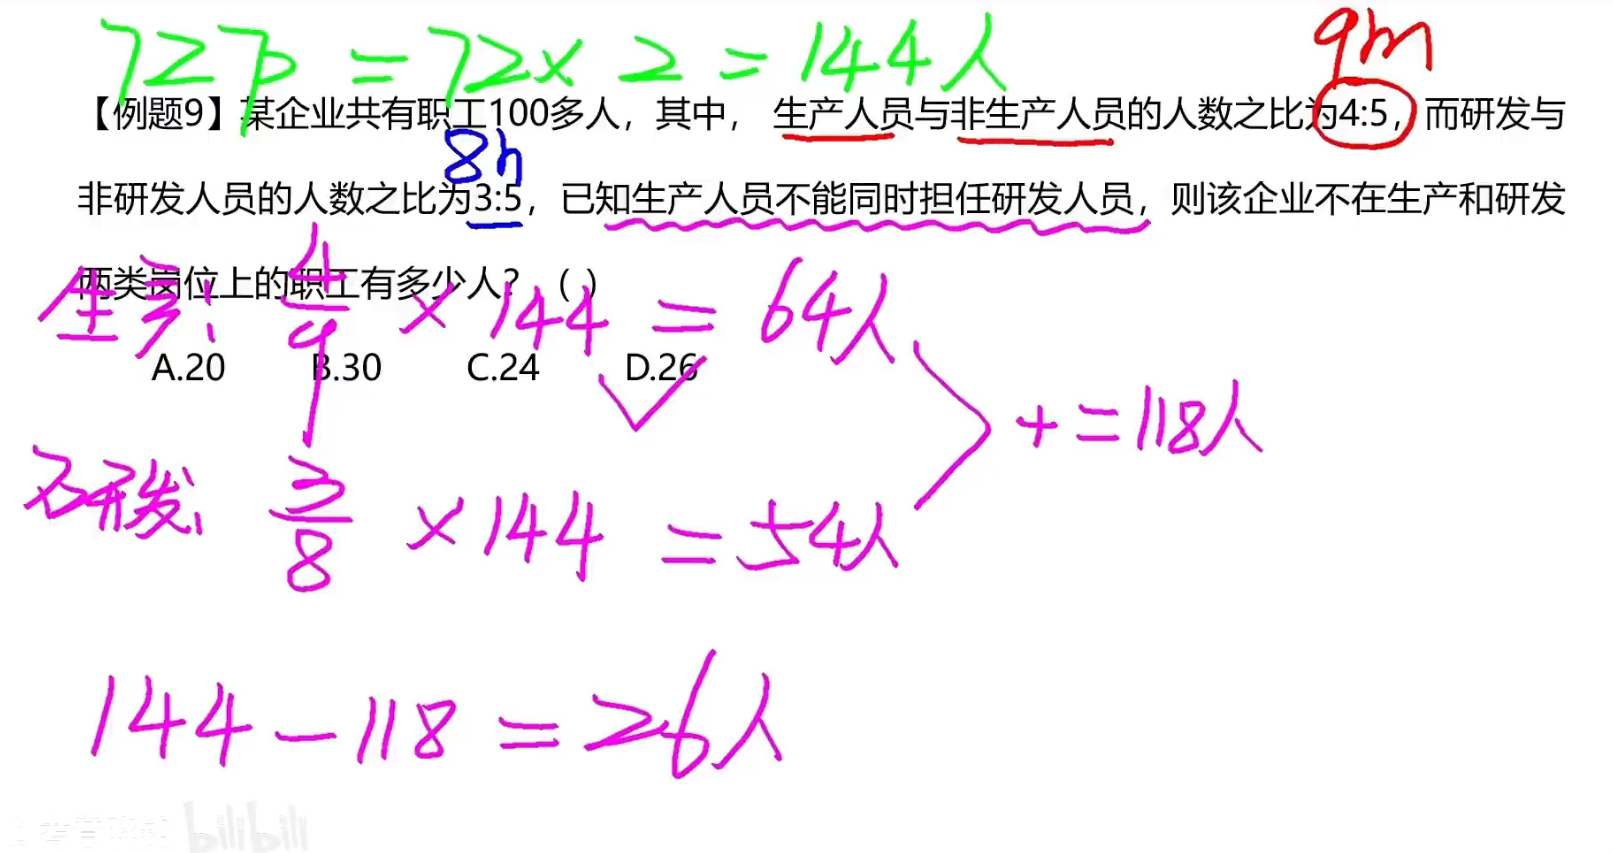 72p = 72× 2 = 144人
9m
【例题9】某企业共有职工100多人，其中， 生产人员与非生产人员的人数之比为4:5，而研发与
8n
非研发人员的人数之比为3:5，已知生产人员不能同时担任研发人员，则该企业不在生产和研发
两类岗位上的职工有多少人？（ ）
生产: 4/9 × 144 = 64人
A.20 B.30 C.24 D.26
+ = 118人
研发: 3/8 × 144 = 54人
144 - 118 = 26人
bilibili